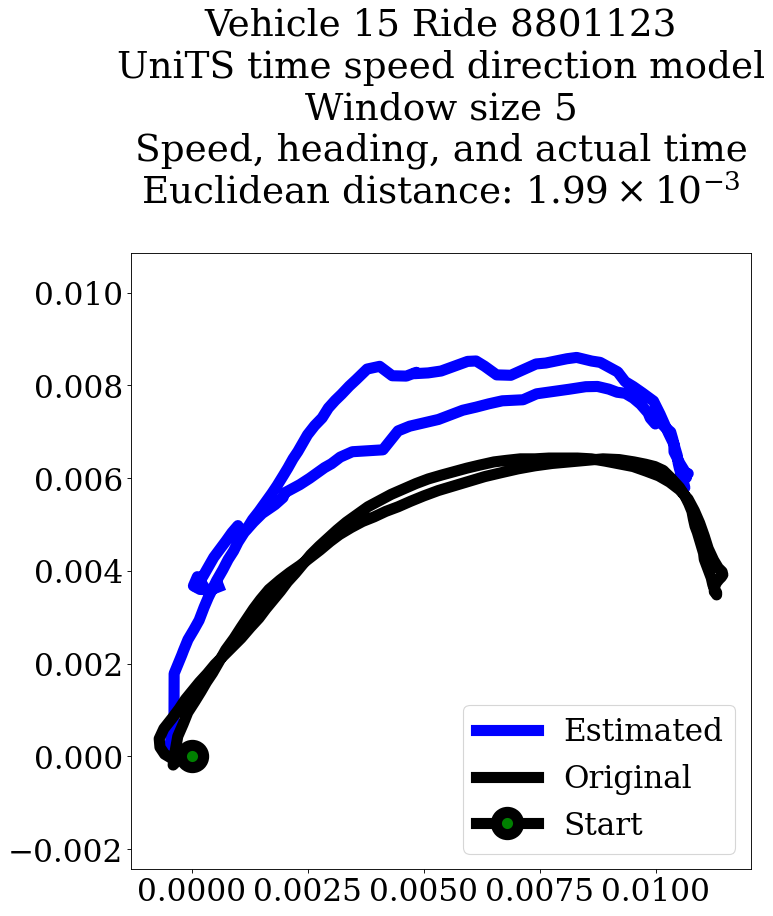 Vehicle 15 Ride 8801123
UniTS time speed direction model
Window size 5
Speed, heading, and actual time
Euclidean distance: 1.99 × 10⁻³
0.010
0.008
0.006
0.004
0.002
0.000
−0.002
Estimated
Original
Start
0.0000 0.0025 0.0050 0.0075 0.0100